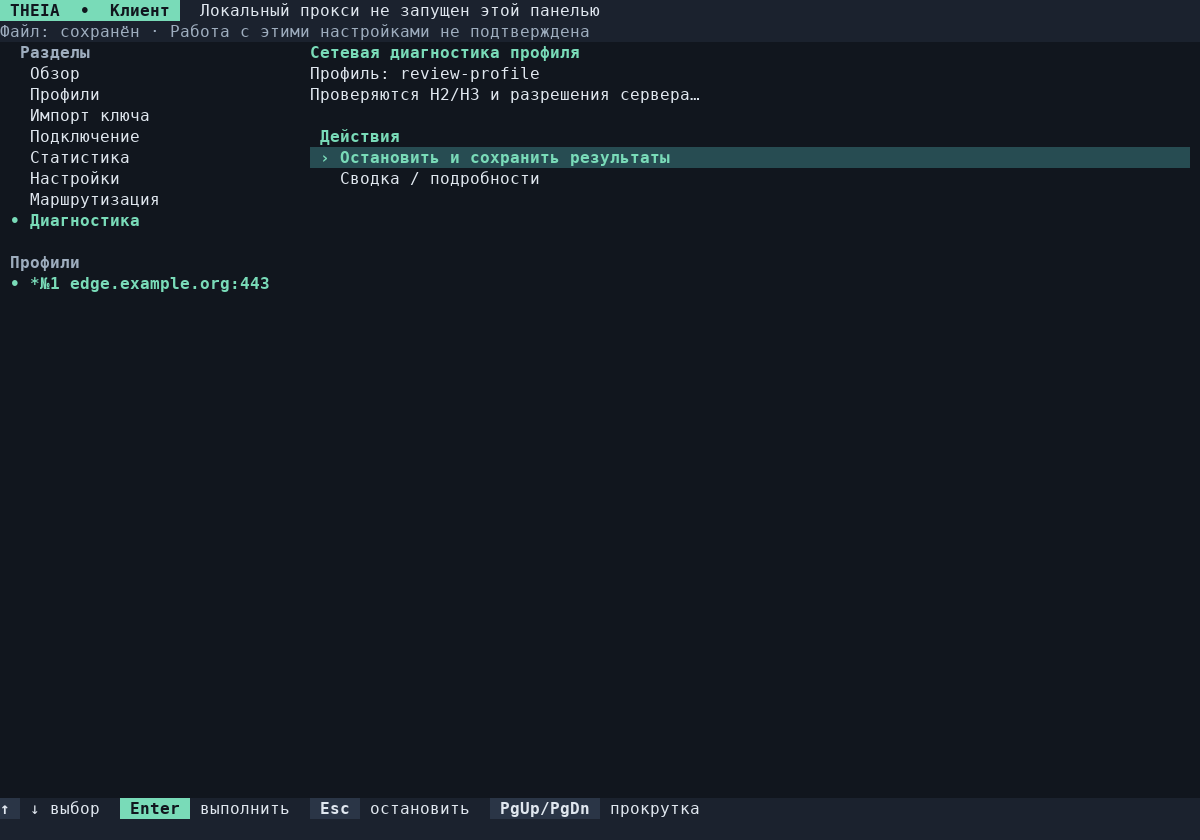 THEIA • Клиент Локальный прокси не запущен этой панелью
Файл: сохранён · Работа с этими настройками не подтверждена
Разделы
Обзор
Профили
Импорт ключа
Подключение
Статистика
Настройки
Маршрутизация
• Диагностика
Профили
• *№1 edge.example.org:443
Сетевая диагностика профиля
Профиль: review-profile
Проверяются H2/H3 и разрешения сервера…
Действия
› Остановить и сохранить результаты
Сводка / подробности
↑ ↓ выбор Enter выполнить Esc остановить PgUp/PgDn прокрутка